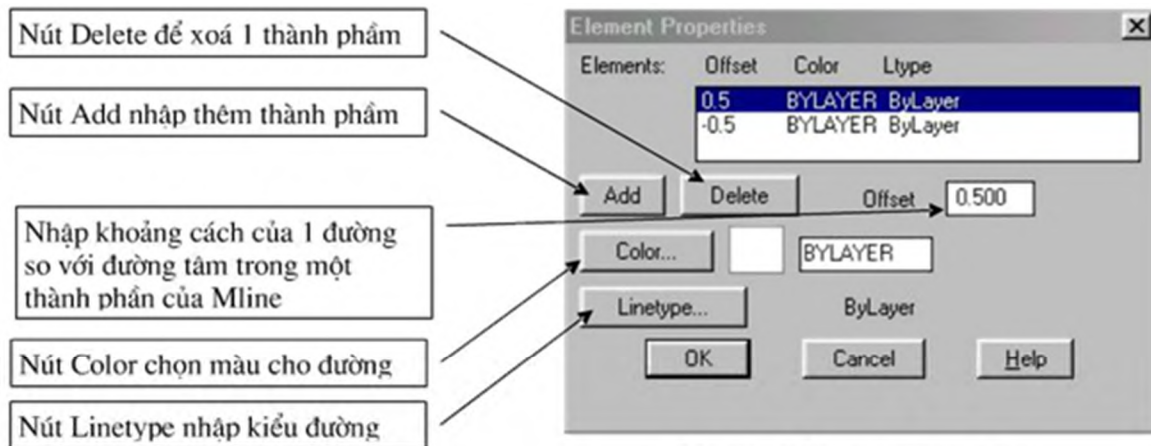 Nút Delete để xoá 1 thành phầm
Nút Add nhập thêm thành phầm
Nhập khoảng cách của 1 đường
so với đường tâm trong một
thành phần của Mline
Nút Color chọn màu cho đường
Nút Linetype nhập kiểu đường
Element Properties
Elements: Offset Color Ltype
0.5 BYLAYER ByLayer
-0.5 BYLAYER ByLayer
Add Delete Offset 0.500
Color... BYLAYER
Linetype... ByLayer
OK Cancel Help